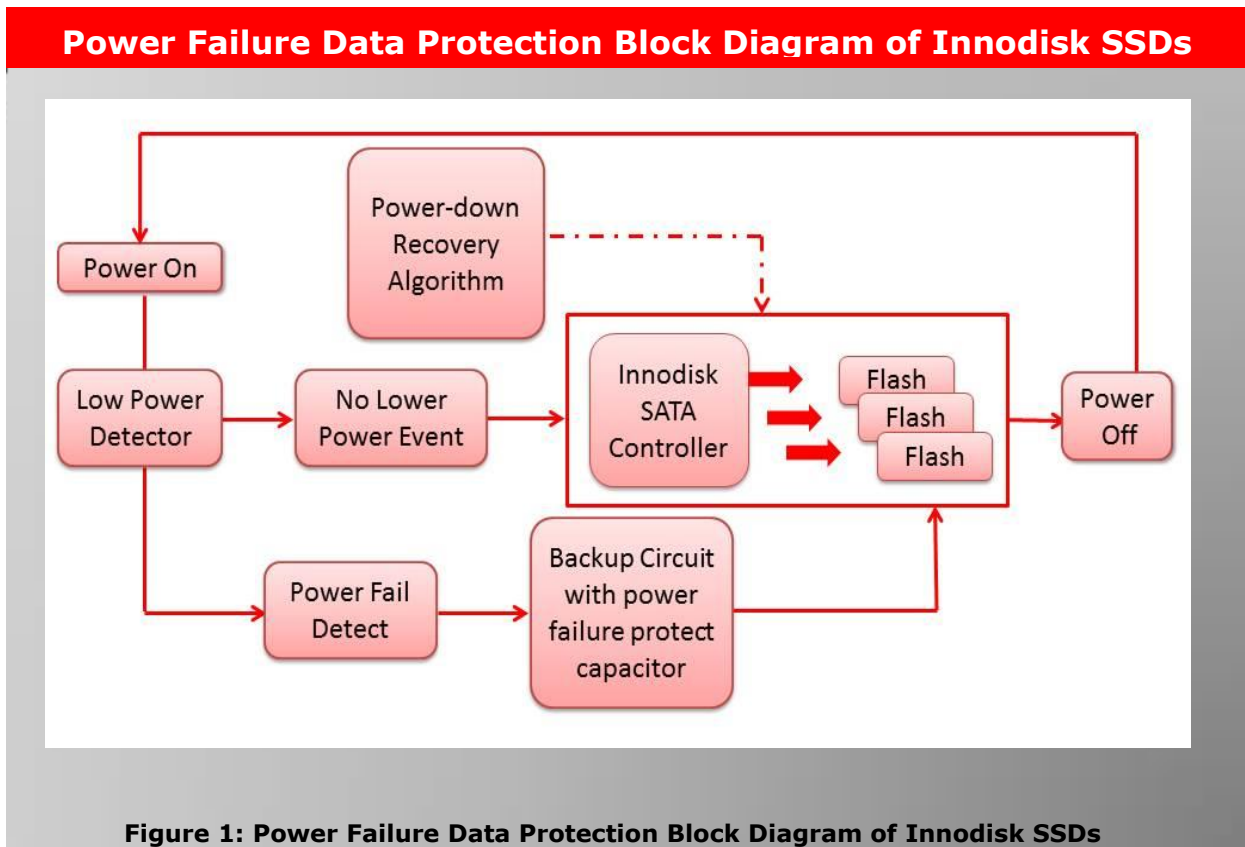 Power Failure Data Protection Block Diagram of Innodisk SSDs
Power-down
Recovery
Algorithm
Power On
Low Power
Detector
No Lower
Power Event
Innodisk
SATA
Controller
Flash
Flash
Flash
Power
Off
Power Fail
Detect
Backup Circuit
with power
failure protect
capacitor
Figure 1: Power Failure Data Protection Block Diagram of Innodisk SSDs